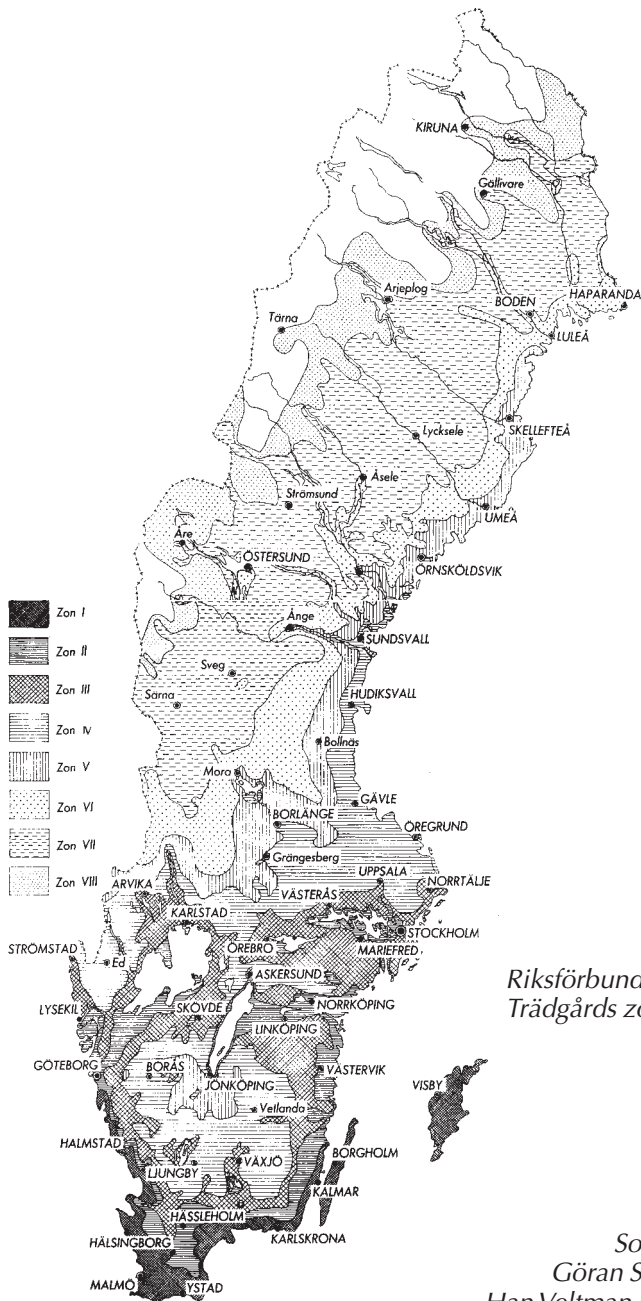 KIRUNA
Gällivare
Arjeplog
BODEN
HAPARANDA
Tärna
LULEÅ
SKELLEFTEÅ
Lycksele
Åsele
Strömsund
UMEÅ
Åre
ÖSTERSUND
ÖRNSKÖLDSVIK
Zon I
Ånge
SUNDSVALL
Zon II
Sveg
Zon III
Särna
HUDIKSVALL
Zon IV
Bollnäs
Zon V
Mora
GÄVLE
Zon VI
BORLÄNGE
ÖREGRUND
Zon VII
Grängesberg
UPPSALA
Zon VIII
ARVIKA
VÄSTERÅS
NORRTÄLJE
KARLSTAD
STOCKHOLM
STRÖMSTAD
ÖREBRO
MARIEFRED
Ed
ASKERSUND
Riksförbund
LYSEKIL
SKÖVDE
NORRKÖPING
Trädgårds
LINKÖPING
GÖTEBORG
BORÅS
JÖNKÖPING
VÄSTERVIK
VISBY
Vetlanda
HALMSTAD
BORGHOLM
LJUNGBY
VÄXJÖ
KALMAR
HÄSSLEHOLM
KARLSKRONA
HÄLSINGBORG
So
Göran S
MALMÖ
YSTAD
Han Veltman